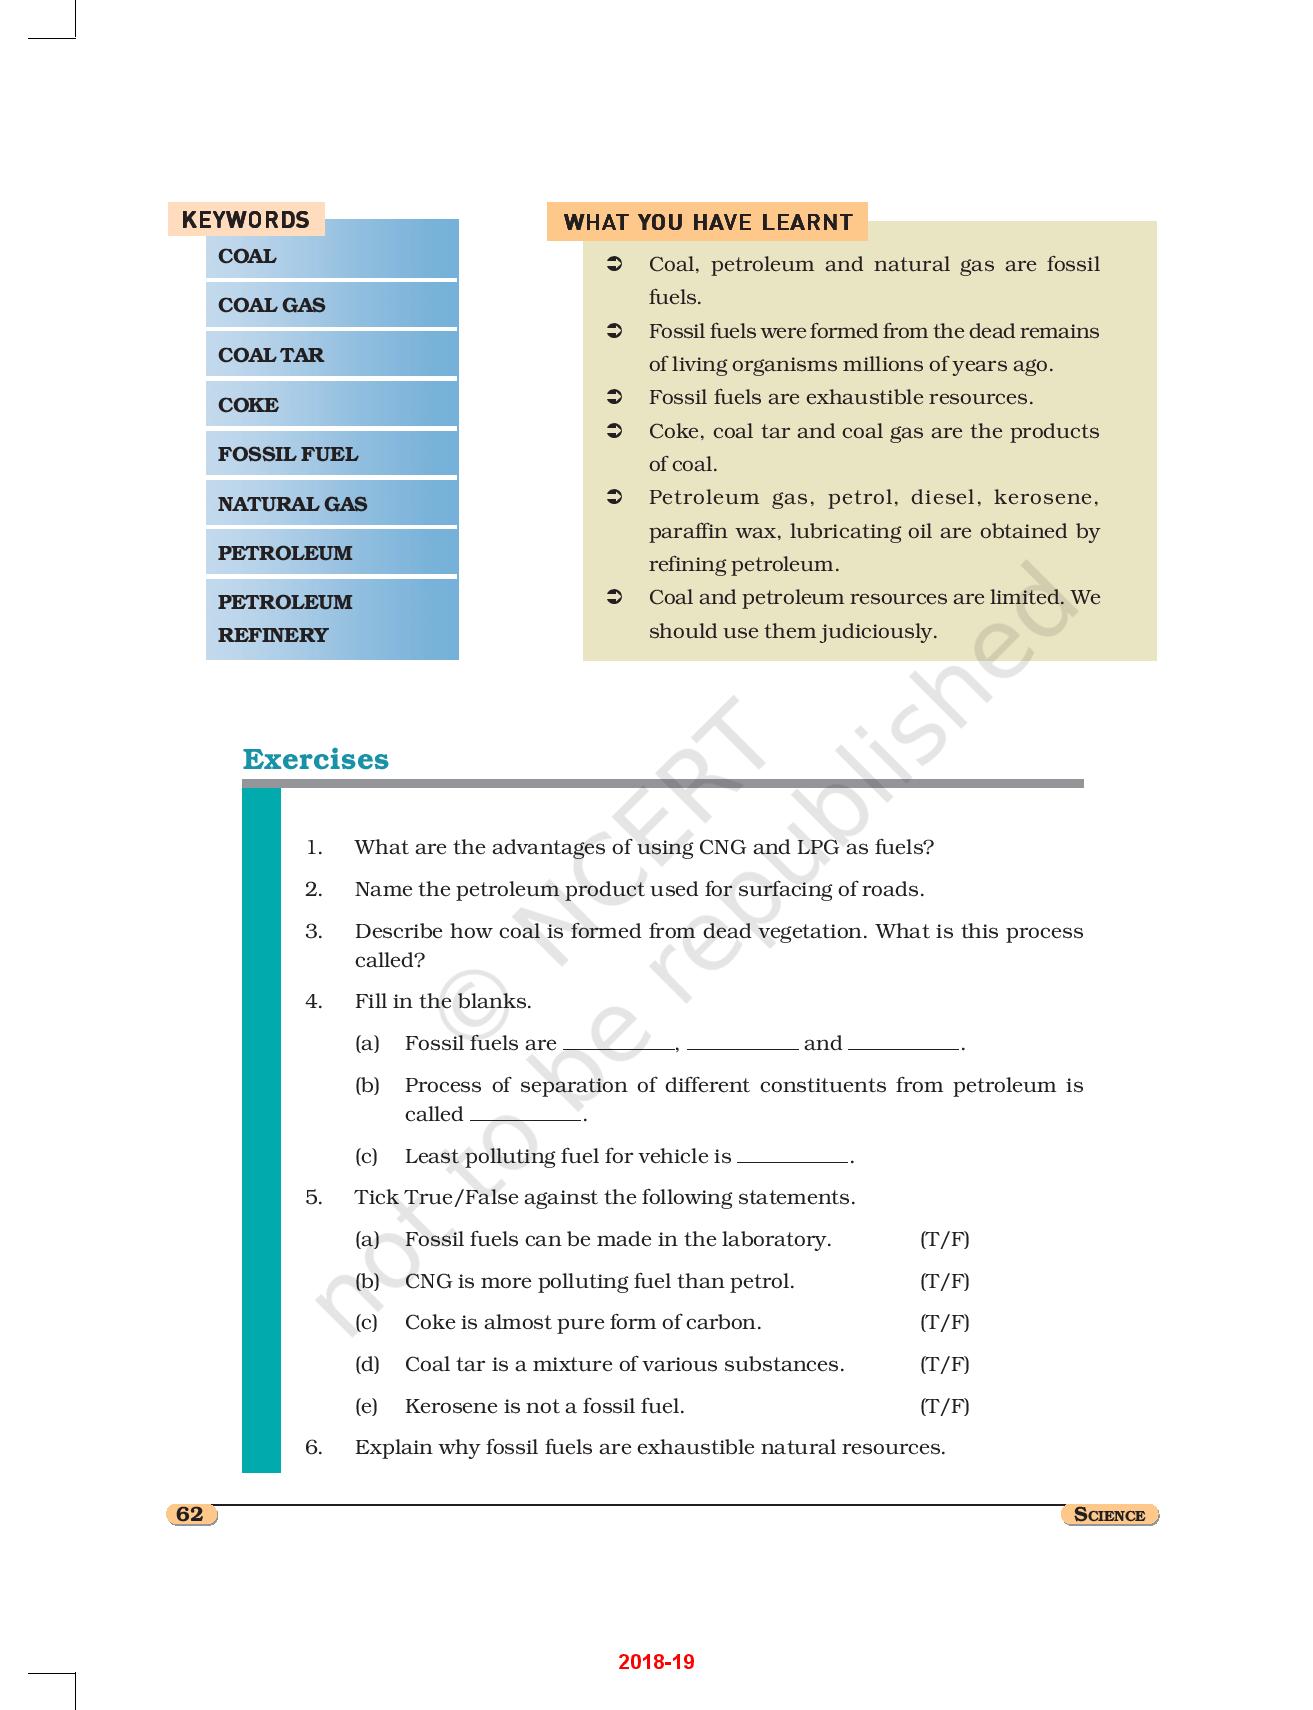 KEYWORDS
COAL
COAL GAS
COAL TAR
COKE
FOSSIL FUEL
NATURAL GAS
PETROLEUM
PETROLEUM
REFINERY
WHAT YOU HAVE LEARNT
➲ Coal, petroleum and natural gas are fossil
fuels.
➲ Fossil fuels were formed from the dead remains
of living organisms millions of years ago.
➲ Fossil fuels are exhaustible resources.
➲ Coke, coal tar and coal gas are the products
of coal.
➲ Petroleum gas, petrol, diesel, kerosene,
paraffin wax, lubricating oil are obtained by
refining petroleum.
➲ Coal and petroleum resources are limited. We
should use them judiciously.
Exercises
1. What are the advantages of using CNG and LPG as fuels?
2. Name the petroleum product used for surfacing of roads.
3. Describe how coal is formed from dead vegetation. What is this process
called?
4. Fill in the blanks.
(a) Fossil fuels are __________, __________ and __________.
(b) Process of separation of different constituents from petroleum is
called __________.
(c) Least polluting fuel for vehicle is __________.
5. Tick True/False against the following statements.
(a) Fossil fuels can be made in the laboratory. (T/F)
(b) CNG is more polluting fuel than petrol. (T/F)
(c) Coke is almost pure form of carbon. (T/F)
(d) Coal tar is a mixture of various substances. (T/F)
(e) Kerosene is not a fossil fuel. (T/F)
6. Explain why fossil fuels are exhaustible natural resources.
© NCERT
not to be republished
62
SCIENCE
2018-19